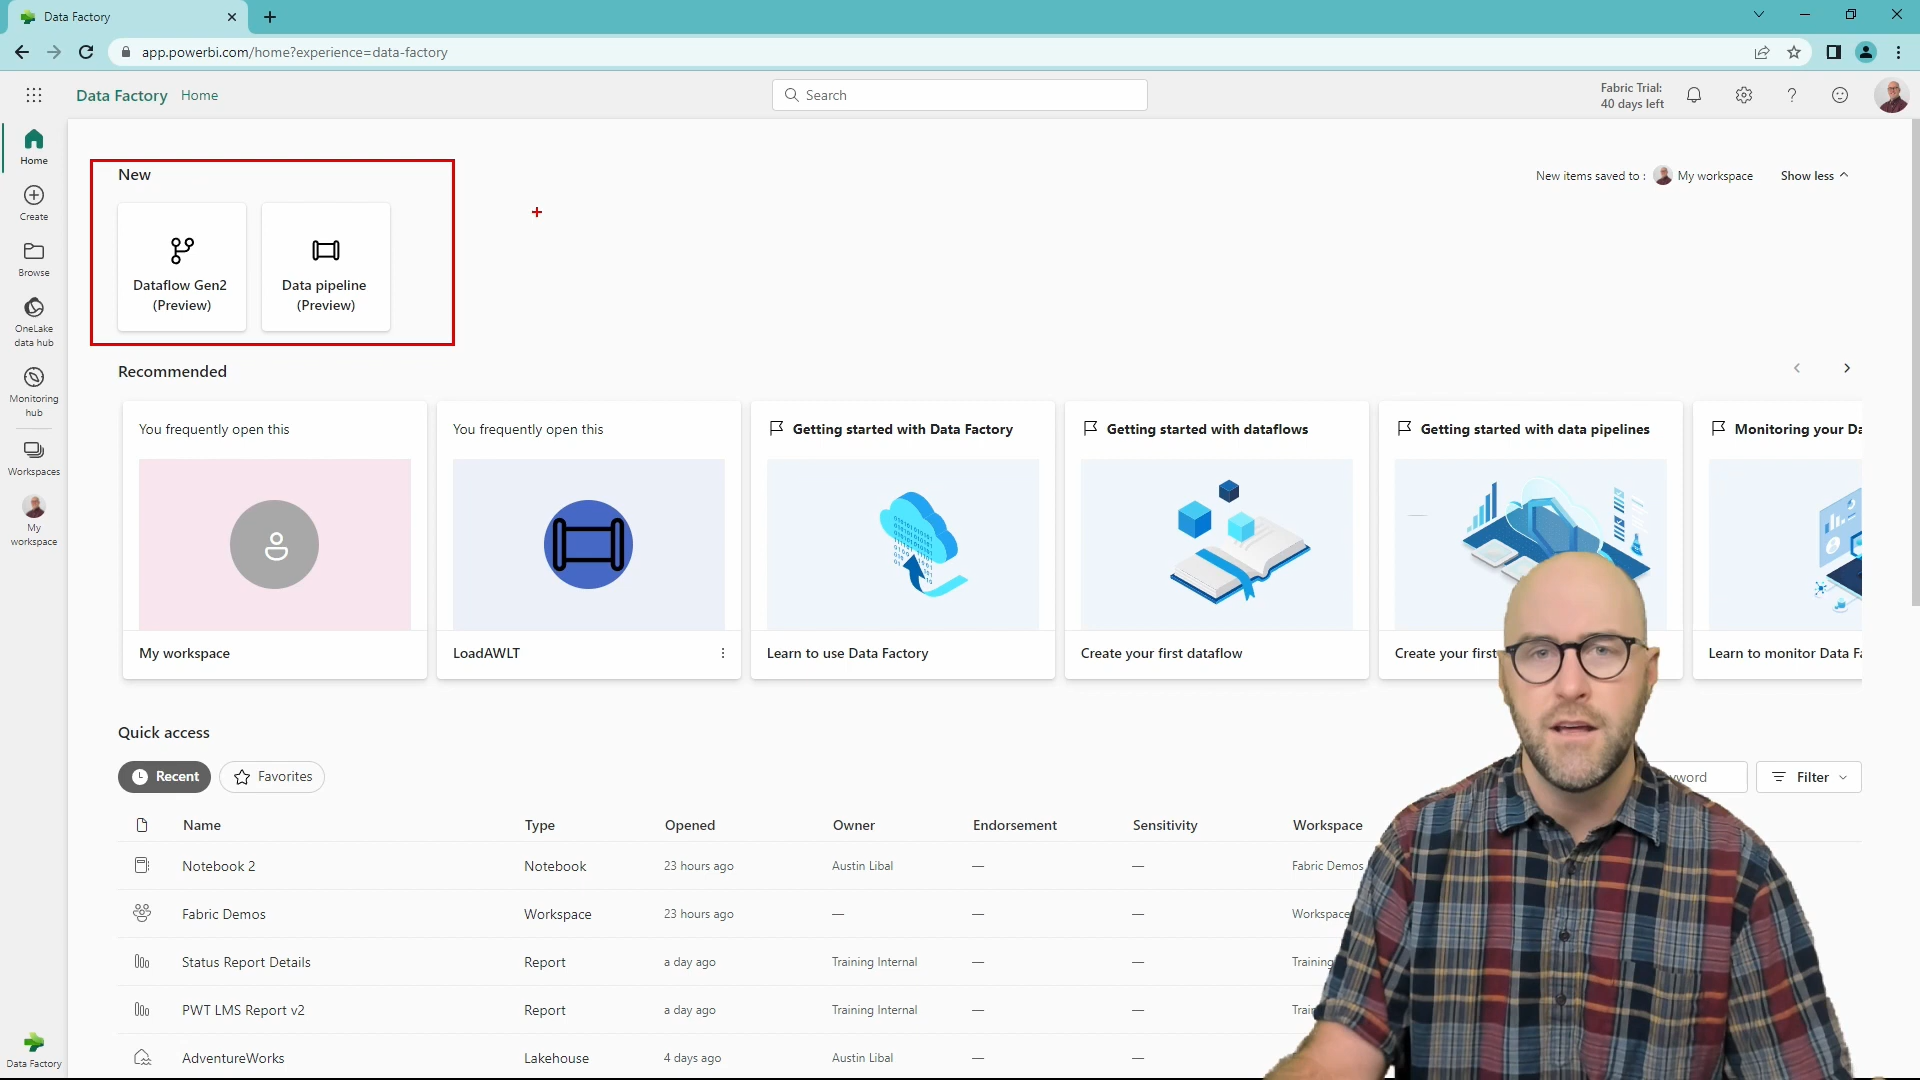 Data Factory
app.powerbi.com/home?experience=data-factory
Data Factory Home
Search
Fabric Trial:
40 days left
Home
Create
Browse
OneLake
data hub
Monitoring
hub
Workspaces
My
workspace
Data Factory
New
New items saved to : My workspace Show less
Dataflow Gen2
(Preview)
Data pipeline
(Preview)
Recommended
You frequently open this
My workspace
You frequently open this
LoadAWLT
Getting started with Data Factory
Learn to use Data Factory
Getting started with dataflows
Create your first dataflow
Getting started with data pipelines
Create your first
Monitoring your Da
Learn to monitor Data Fa
Quick access
Recent Favorites Filter
Name Type Opened Owner Endorsement Sensitivity Workspace
Notebook 2 Notebook 23 hours ago Austin Libal — — Fabric Demos
Fabric Demos Workspace 23 hours ago — — — Workspace
Status Report Details Report a day ago Training Internal — — Training
PWT LMS Report v2 Report a day ago Training Internal — —
AdventureWorks Lakehouse 4 days ago Austin Libal — —